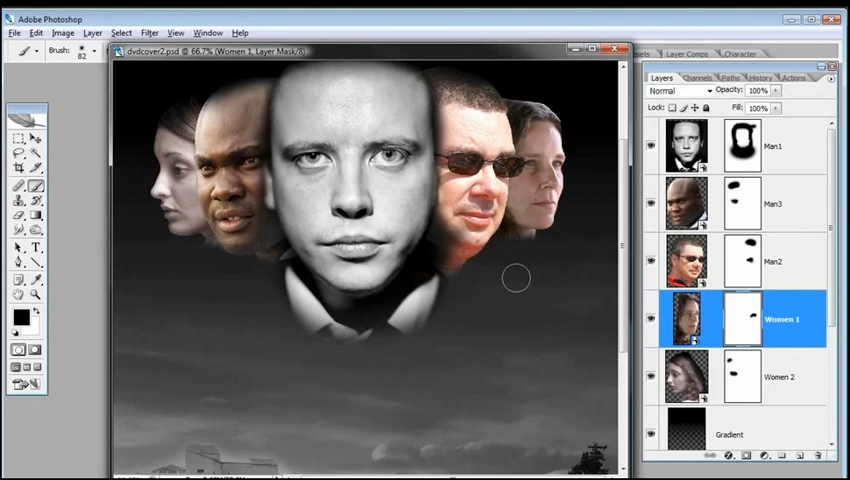 Adobe Photoshop
File Edit Image Layer Select Filter View Window Help
Brush: 82
Layer Comps Character
dvdcover2.psd @ 66.7% (Women 1, Layer Mask/8)
Layers Channels Paths History Actions
Normal Opacity: 100%
Lock: Fill: 100%
Man1
Man3
Man2
Women 1
Women 2
Gradient